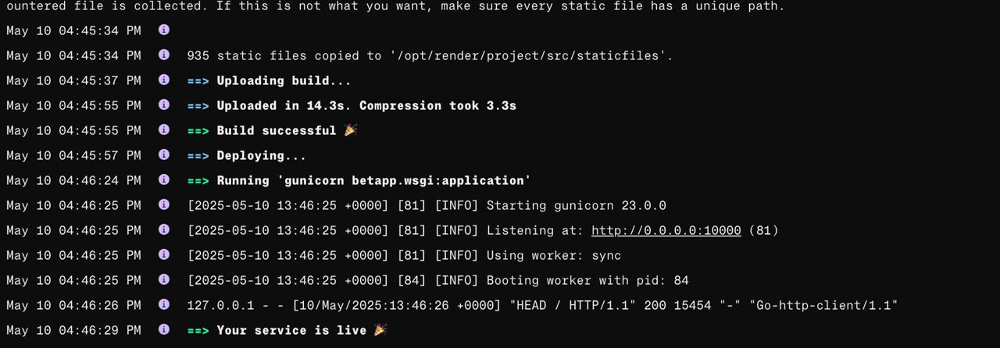 ountered file is collected. If this is not what you want, make sure every static file has a unique path.
May 10 04:45:34 PM
May 10 04:45:34 PM 935 static files copied to '/opt/render/project/src/staticfiles'.
May 10 04:45:37 PM ==> Uploading build...
May 10 04:45:55 PM ==> Uploaded in 14.3s. Compression took 3.3s
May 10 04:45:55 PM ==> Build successful 🎉
May 10 04:45:57 PM ==> Deploying...
May 10 04:46:24 PM ==> Running 'gunicorn betapp.wsgi:application'
May 10 04:46:25 PM [2025-05-10 13:46:25 +0000] [81] [INFO] Starting gunicorn 23.0.0
May 10 04:46:25 PM [2025-05-10 13:46:25 +0000] [81] [INFO] Listening at: http://0.0.0.0:10000 (81)
May 10 04:46:25 PM [2025-05-10 13:46:25 +0000] [81] [INFO] Using worker: sync
May 10 04:46:25 PM [2025-05-10 13:46:25 +0000] [84] [INFO] Booting worker with pid: 84
May 10 04:46:26 PM 127.0.0.1 - - [10/May/2025:13:46:26 +0000] "HEAD / HTTP/1.1" 200 15454 "-" "Go-http-client/1.1"
May 10 04:46:29 PM ==> Your service is live 🎉